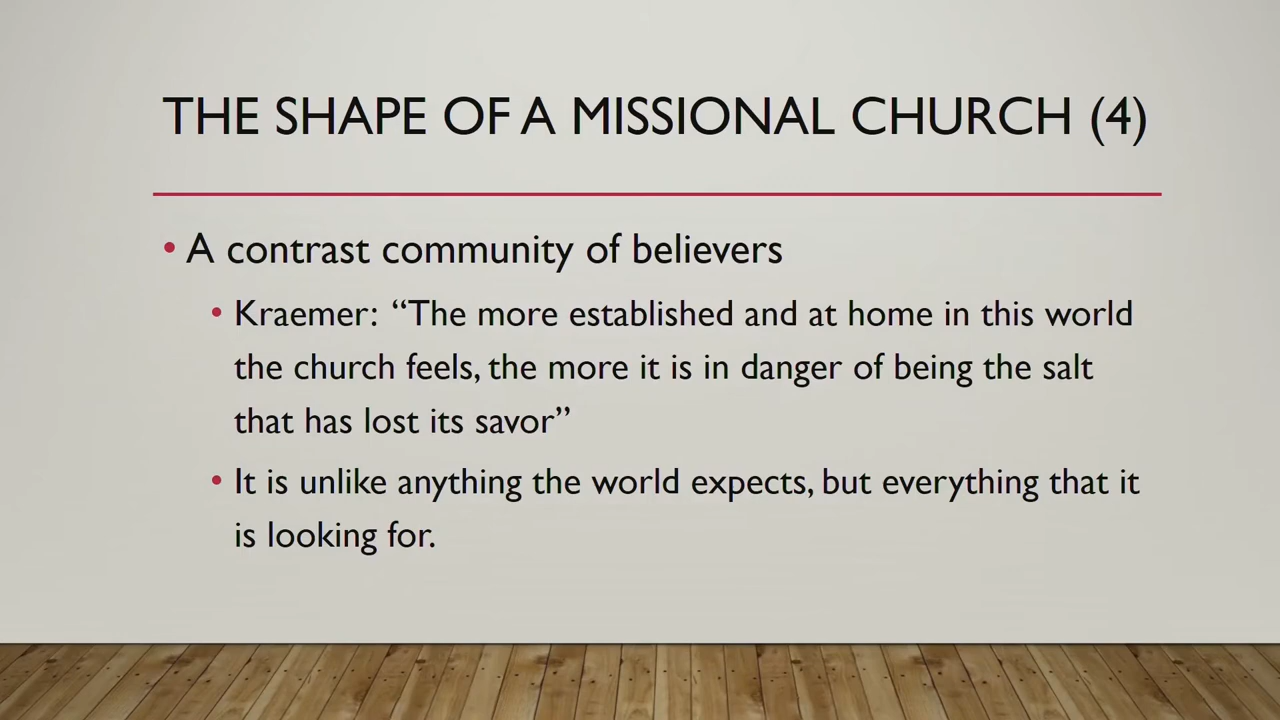 THE SHAPE OF A MISSIONAL CHURCH (4)
• A contrast community of believers
• Kraemer: “The more established and at home in this world
the church feels, the more it is in danger of being the salt
that has lost its savor”
• It is unlike anything the world expects, but everything that it
is looking for.